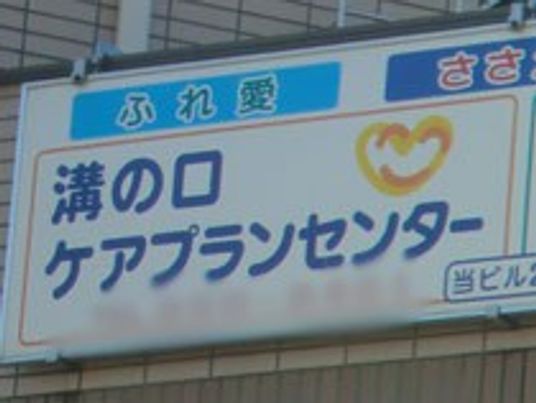 ふれ愛
ささ
溝の口
ケアプランセンター
当ビル2